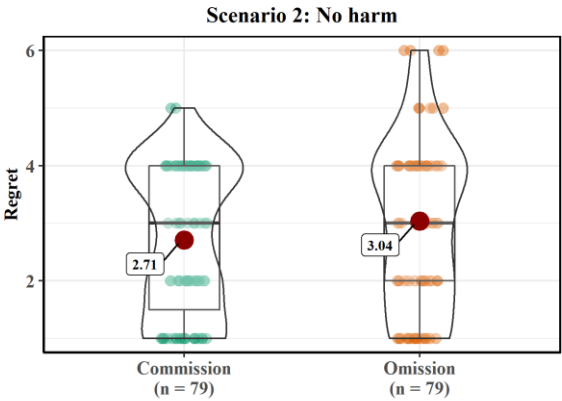 Scenario 2: No harm
Regret
6
4
2
2.71
3.04
Commission
(n = 79)
Omission
(n = 79)